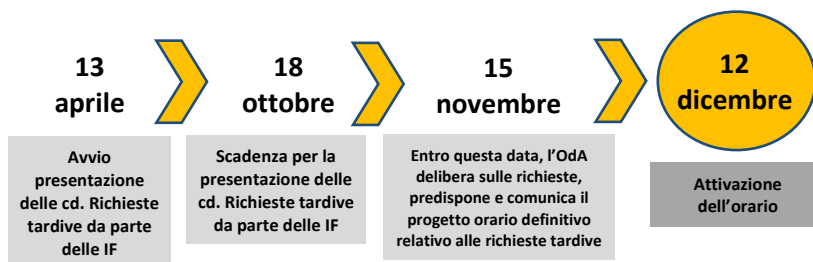 13
aprile
Avvio
presentazione
delle cd. Richieste
tardive da parte
delle IF
18
ottobre
Scadenza per la
presentazione delle
cd. Richieste tardive
da parte delle IF
15
novembre
Entro questa data, l’OdA
delibera sulle richieste,
predispone e comunica il
progetto orario definitivo
relativo alle richieste tardive
12
dicembre
Attivazione
dell’orario